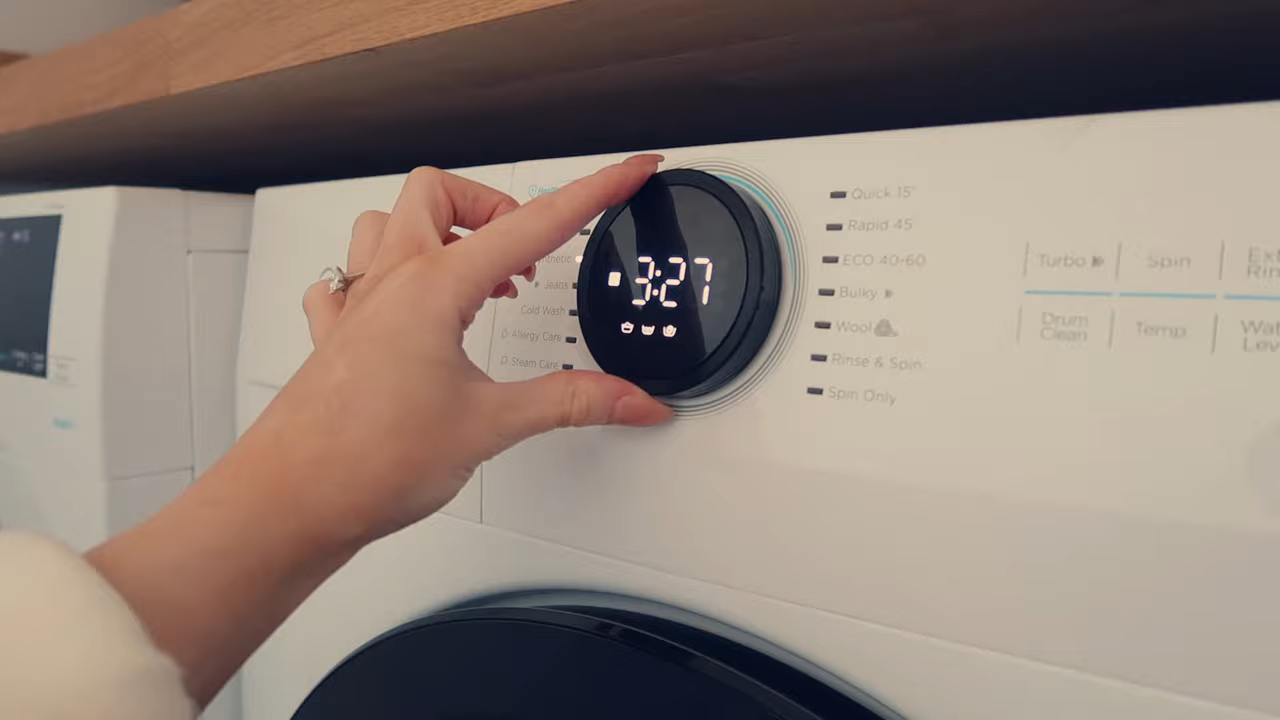 Jeans
Cold Wash
Allergy Care
Steam Care
3:27
Quick 15'
Rapid 45
ECO 40-60
Bulky
Wool
Rinse & Spin
Spin Only
Turbo
Spin
Drum
Clean
Temp